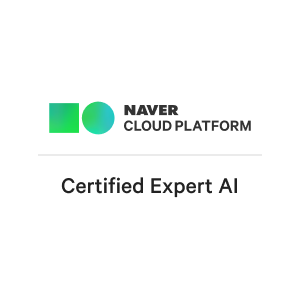 NAVER
CLOUD PLATFORM
Certified Expert AI